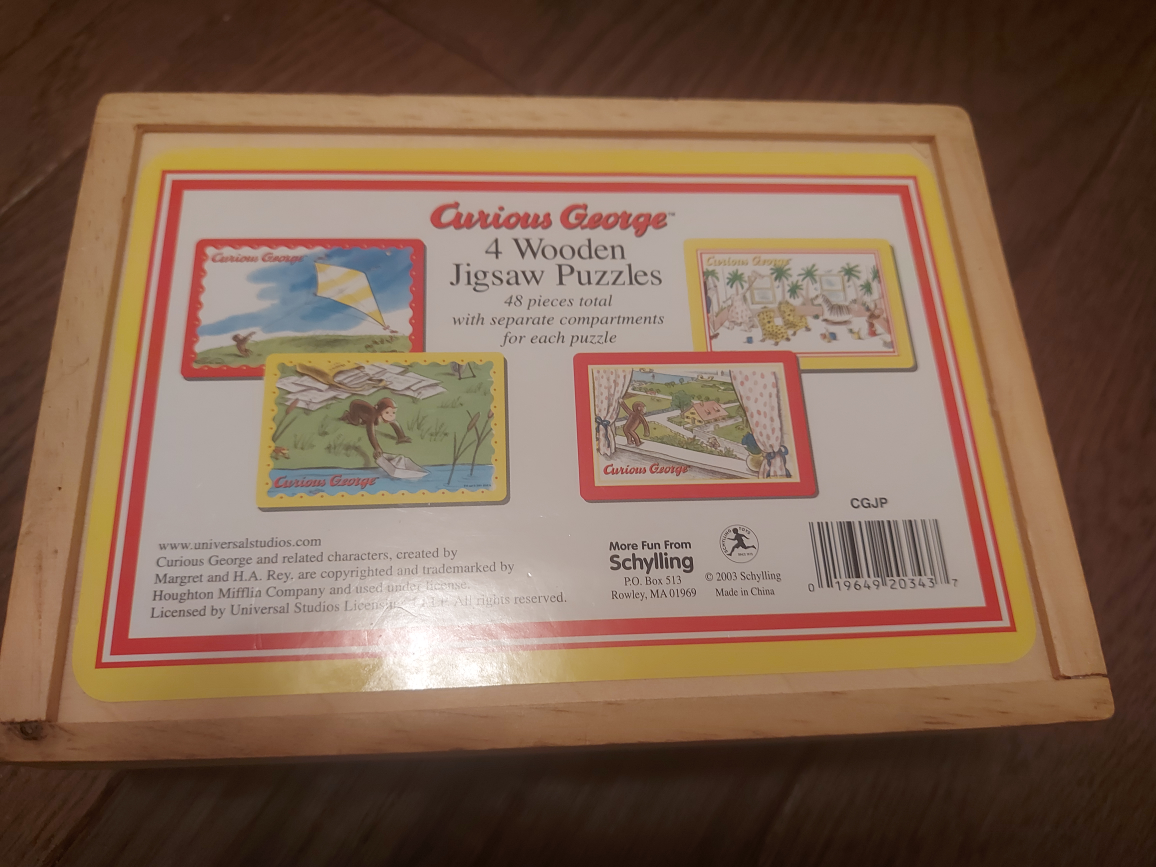 Curious George™
4 Wooden
Jigsaw Puzzles
48 pieces total
with separate compartments
for each puzzle
Curious George
Curious George
Curious George
Curious George
CGJP
www.universalstudios.com
Curious George and related characters, created by
Margret and H.A. Rey, are copyrighted and trademarked by
Houghton Mifflin Company and used under license.
Licensed by Universal Studios All rights reserved.
More Fun From
Schylling
P.O. Box 513
Rowley, MA 01969
SCHYLLING TOYS
© 2003 Schylling
Made in China
0 19649 20343 7